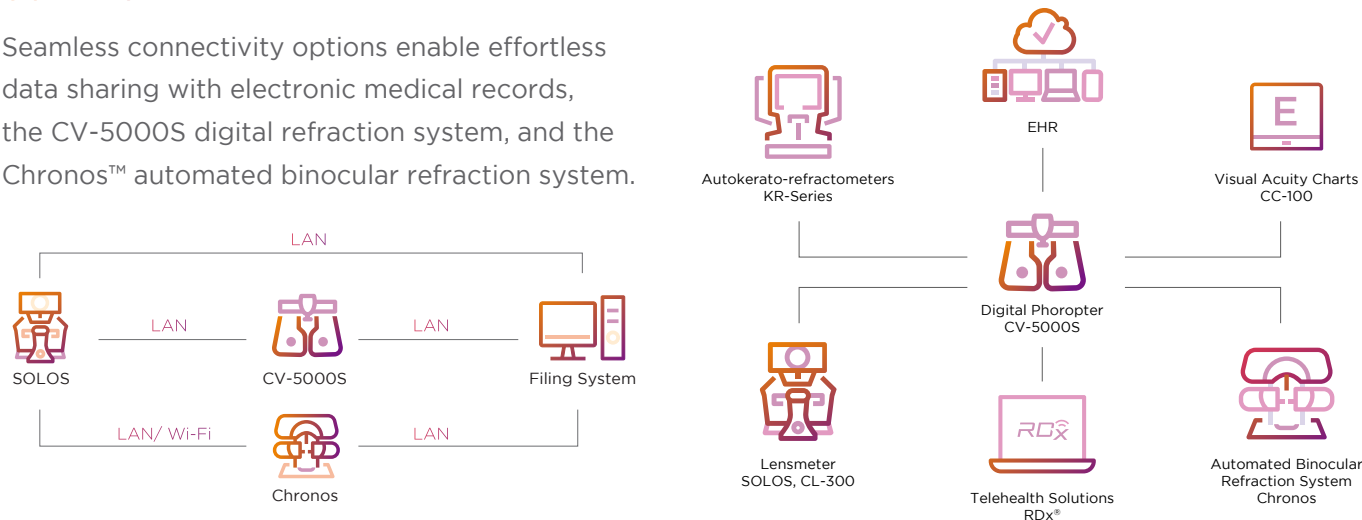 Seamless connectivity options enable effortless
data sharing with electronic medical records,
the CV-5000S digital refraction system, and the
Chronos™ automated binocular refraction system.
LAN
LAN
LAN
SOLOS
CV-5000S
Filing System
LAN/ Wi-Fi
LAN
Chronos
EHR
E
Autokerato-refractometers
KR-Series
Visual Acuity Charts
CC-100
Digital Phoropter
CV-5000S
RDX
Lensmeter
SOLOS, CL-300
Telehealth Solutions
RDx®
Automated Binocular
Refraction System
Chronos